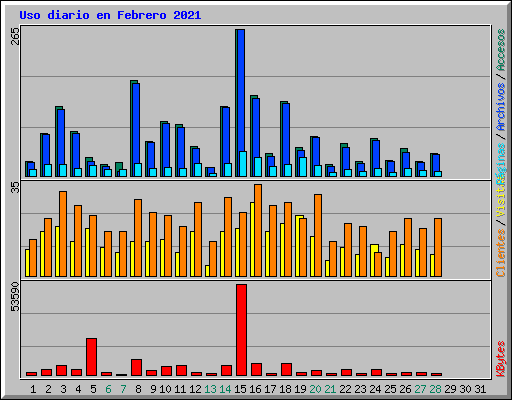 Uso diario en Febrero 2021
265
35
53590
Clientes / Visitas
Páginas / Archivos / Accesos
KBytes
1 2 3 4 5 6 7 8 9 10 11 12 13 14 15 16 17 18 19 20 21 22 23 24 25 26 27 28 29 30 31